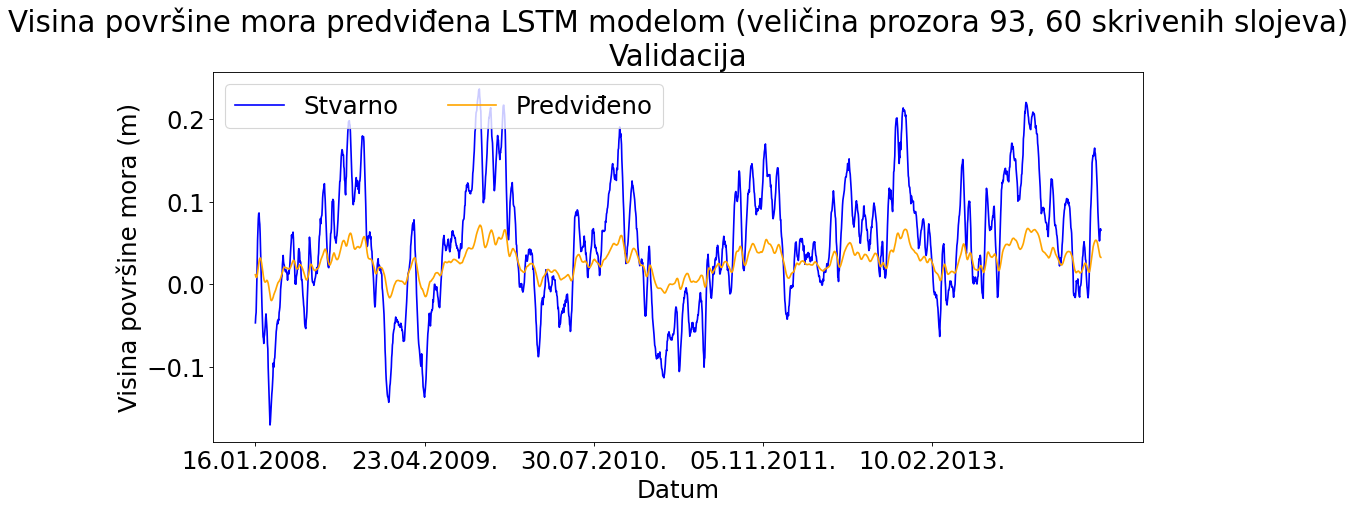 Visina površine mora predviđena LSTM modelom (veličina prozora 93, 60 skrivenih slojeva)
Validacija
Stvarno
Predviđeno
Visina površine mora (m)
0.2
0.1
0.0
−0.1
16.01.2008.
23.04.2009.
30.07.2010.
05.11.2011.
10.02.2013.
Datum